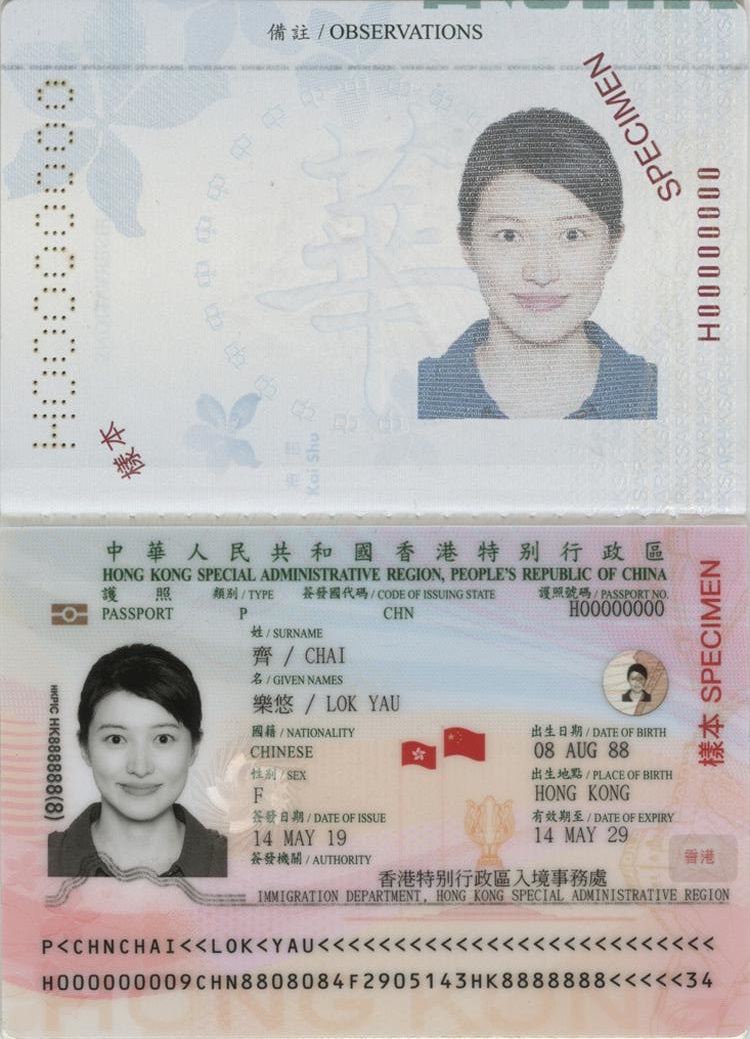 備註 / OBSERVATIONS
SPECIMEN
H00000000
H00000000
樣本
Kai Shu
中華人民共和國香港特別行政區
HONG KONG SPECIAL ADMINISTRATIVE REGION, PEOPLE'S REPUBLIC OF CHINA
護照 類別 / TYPE 簽發國代碼 / CODE OF ISSUING STATE 護照號碼 / PASSPORT NO.
PASSPORT P CHN H00000000
姓 / SURNAME
齊 / CHAI
名 / GIVEN NAMES
樂悠 / LOK YAU
國籍 / NATIONALITY 出生日期 / DATE OF BIRTH
CHINESE 08 AUG 88
性別 / SEX 出生地點 / PLACE OF BIRTH
F HONG KONG
簽發日期 / DATE OF ISSUE 有效期至 / DATE OF EXPIRY
14 MAY 19 14 MAY 29
簽發機關 / AUTHORITY
香港特別行政區入境事務處
IMMIGRATION DEPARTMENT, HONG KONG SPECIAL ADMINISTRATIVE REGION
HKPIC HK888888(8)
樣本 SPECIMEN
香港
P<CHNCHAI<<LOK<YAU<<<<<<<<<<<<<<<<<<<<<<<<<<
H000000009CHN8808084F2905143HK8888888<<<<<34
HONG KONG